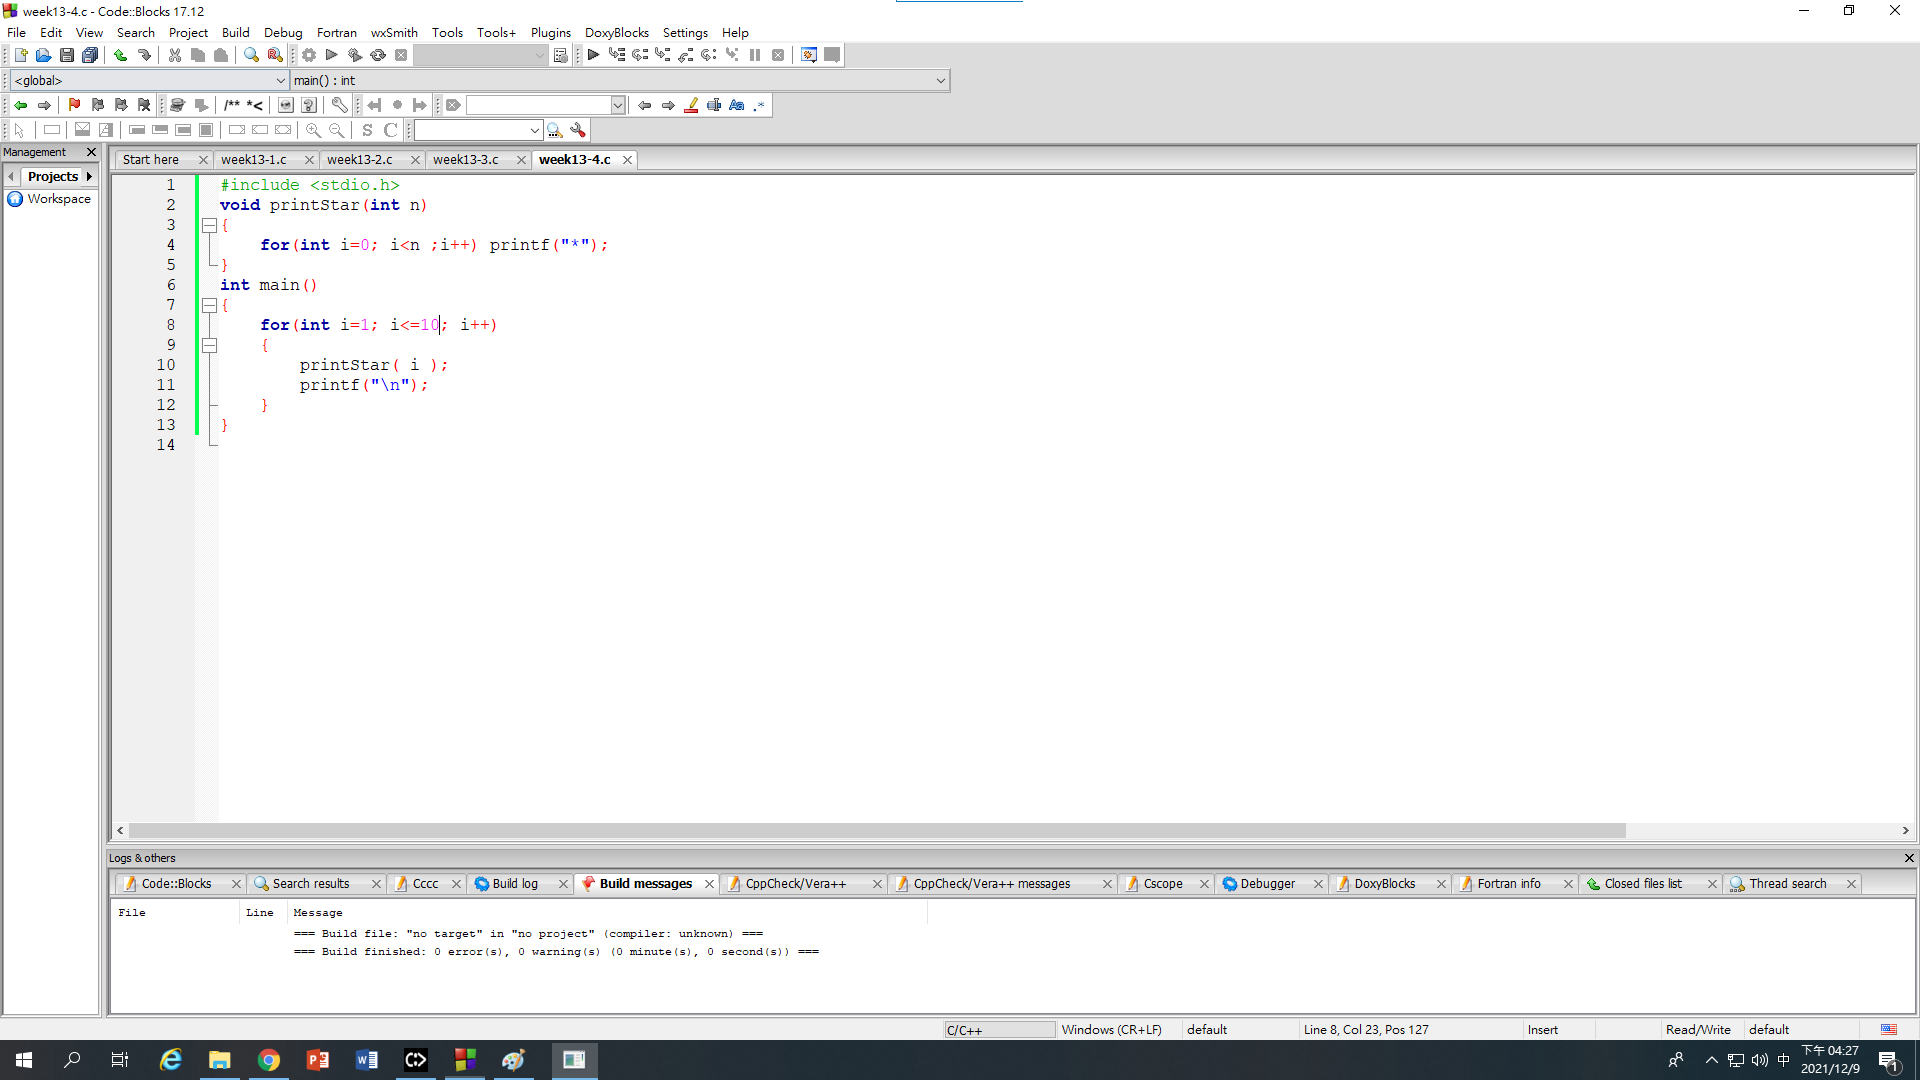 week13-4.c - Code::Blocks 17.12
File Edit View Search Project Build Debug Fortran wxSmith Tools Tools+ Plugins DoxyBlocks Settings Help
<global> main() : int
/** *<
S C
Management
Start here week13-1.c week13-2.c week13-3.c week13-4.c
Projects
Workspace
1 #include <stdio.h>
2 void printStar(int n)
3 {
4 for(int i=0; i<n ;i++) printf("*");
5 }
6 int main()
7 {
8 for(int i=1; i<=10; i++)
9 {
10 printStar( i );
11 printf("\n");
12 }
13 }
14
Logs & others
Code::Blocks Search results Cccc Build log Build messages CppCheck/Vera++ CppCheck/Vera++ messages Cscope Debugger DoxyBlocks Fortran info Closed files list Thread search
File Line Message
=== Build file: "no target" in "no project" (compiler: unknown) ===
=== Build finished: 0 error(s), 0 warning(s) (0 minute(s), 0 second(s)) ===
C/C++ Windows (CR+LF) default Line 8, Col 23, Pos 127 Insert Read/Write default
中 下午 04:27
2021/12/9
1